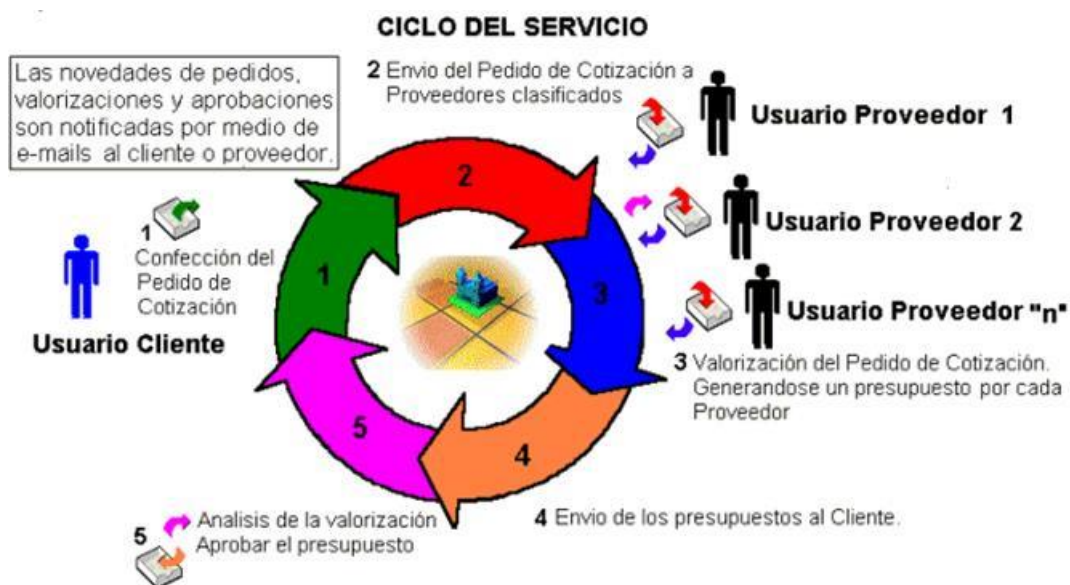 CICLO DEL SERVICIO
Las novedades de pedidos,
valorizaciones y aprobaciones
son notificadas por medio de
e-mails al cliente o proveedor.
2 Envio del Pedido de Cotización a
Proveedores clasificados
Usuario Proveedor 1
Usuario Proveedor 2
Usuario Proveedor "n"
1
Confección del
Pedido de
Cotización
Usuario Cliente
2
1
3
5
4
3 Valorización del Pedido de Cotización.
Generandose un presupuesto por cada
Proveedor
4 Envio de los presupuestos al Cliente.
5
Analisis de la valorización
Aprobar el presupuesto